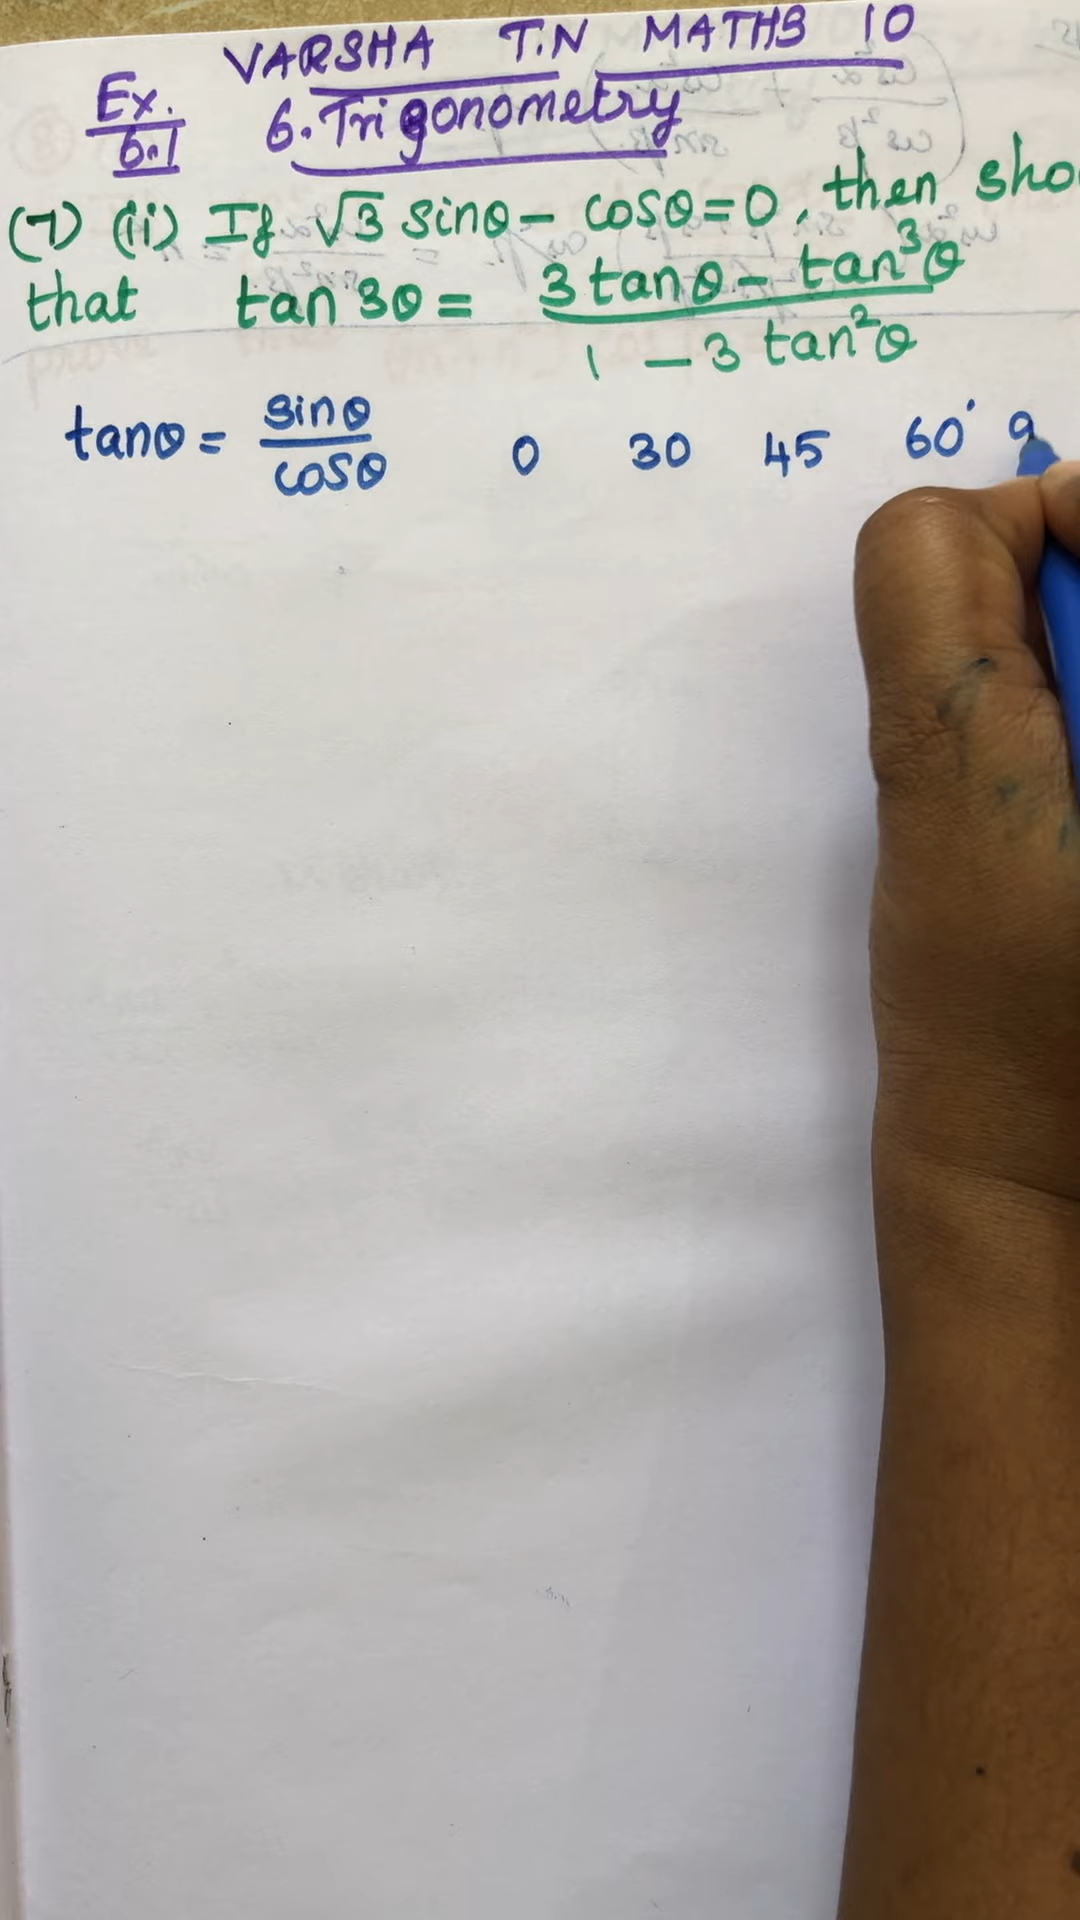 VARSHA T.N MATHS 10
Ex. 6.1
6. Trigonometry
(7) (ii) If √3 sinθ - cosθ = 0, then sho
that tan 3θ = (3 tanθ - tan³θ) / (1 - 3 tan²θ)
tanθ = sinθ / cosθ 0 30 45 60° 9